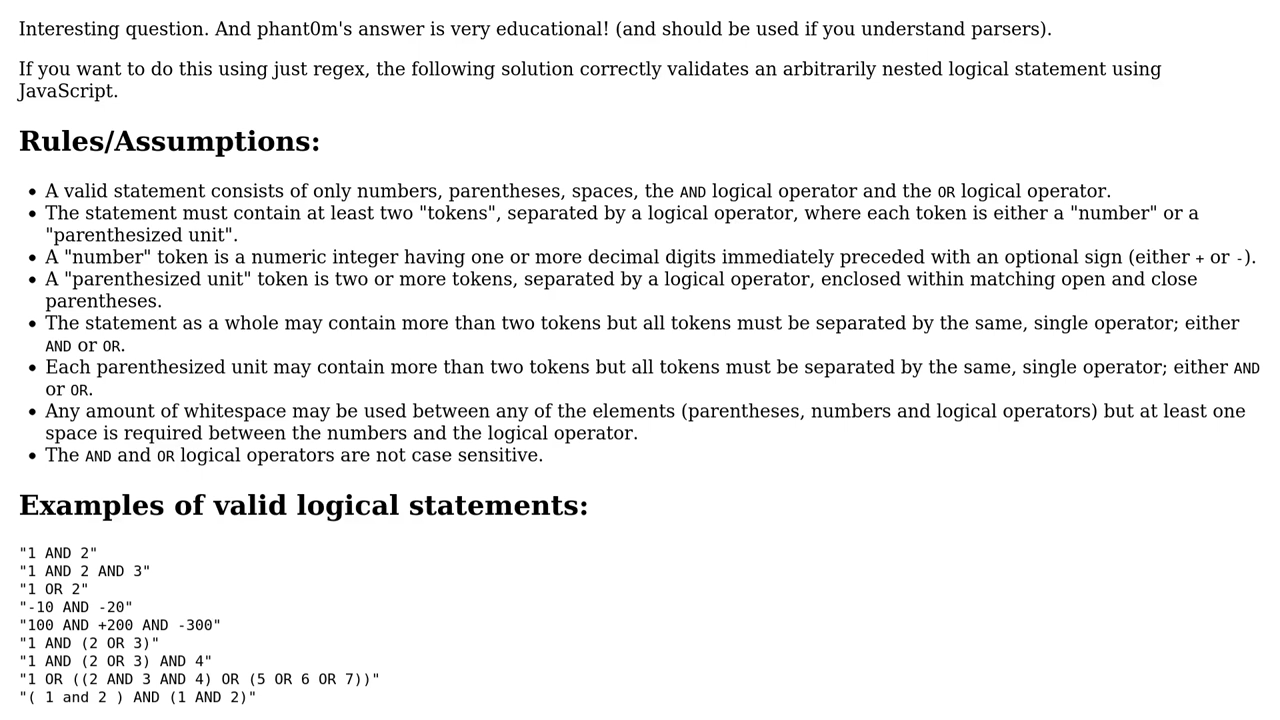 Interesting question. And phant0m's answer is very educational! (and should be used if you understand parsers).
If you want to do this using just regex, the following solution correctly validates an arbitrarily nested logical statement using
JavaScript.
Rules/Assumptions:
• A valid statement consists of only numbers, parentheses, spaces, the AND logical operator and the OR logical operator.
• The statement must contain at least two "tokens", separated by a logical operator, where each token is either a "number" or a
"parenthesized unit".
• A "number" token is a numeric integer having one or more decimal digits immediately preceded with an optional sign (either + or -).
• A "parenthesized unit" token is two or more tokens, separated by a logical operator, enclosed within matching open and close
parentheses.
• The statement as a whole may contain more than two tokens but all tokens must be separated by the same, single operator; either
AND or OR.
• Each parenthesized unit may contain more than two tokens but all tokens must be separated by the same, single operator; either AND
or OR.
• Any amount of whitespace may be used between any of the elements (parentheses, numbers and logical operators) but at least one
space is required between the numbers and the logical operator.
• The AND and OR logical operators are not case sensitive.
Examples of valid logical statements:
"1 AND 2"
"1 AND 2 AND 3"
"1 OR 2"
"-10 AND -20"
"100 AND +200 AND -300"
"1 AND (2 OR 3)"
"1 AND (2 OR 3) AND 4"
"1 OR ((2 AND 3 AND 4) OR (5 OR 6 OR 7))"
"( 1 and 2 ) AND (1 AND 2)"